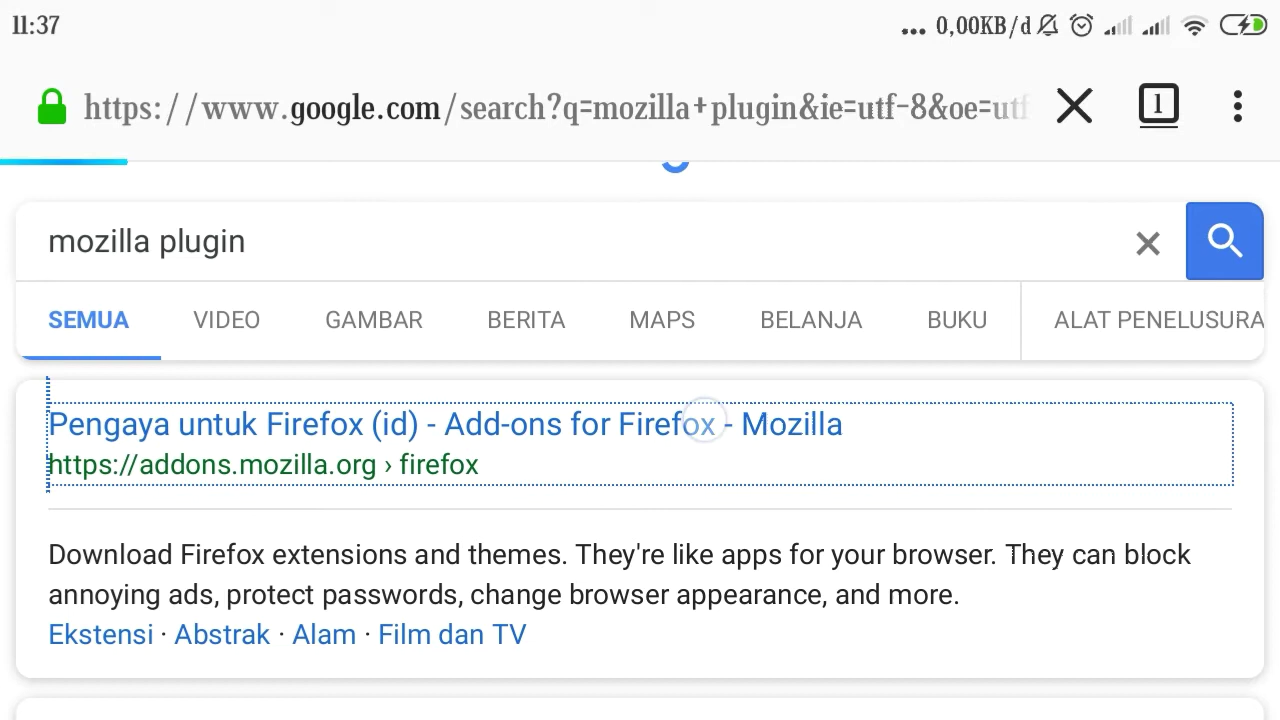 11:37
... 0,00KB/d
https://www.google.com/search?q=mozilla+plugin&ie=utf-8&oe=utf
1
mozilla plugin
SEMUA VIDEO GAMBAR BERITA MAPS BELANJA BUKU ALAT PENELUSURA
Pengaya untuk Firefox (id) - Add-ons for Firefox - Mozilla
https://addons.mozilla.org › firefox
Download Firefox extensions and themes. They're like apps for your browser. They can block
annoying ads, protect passwords, change browser appearance, and more.
Ekstensi · Abstrak · Alam · Film dan TV